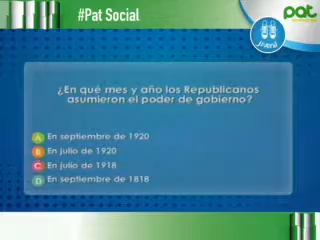 #Pat Social
pat
Juvenil
¿En qué mes y año los Republicanos
asumieron el poder de gobierno?
A En septiembre de 1920
B En julio de 1920
C En julio de 1918
D En septiembre de 1818